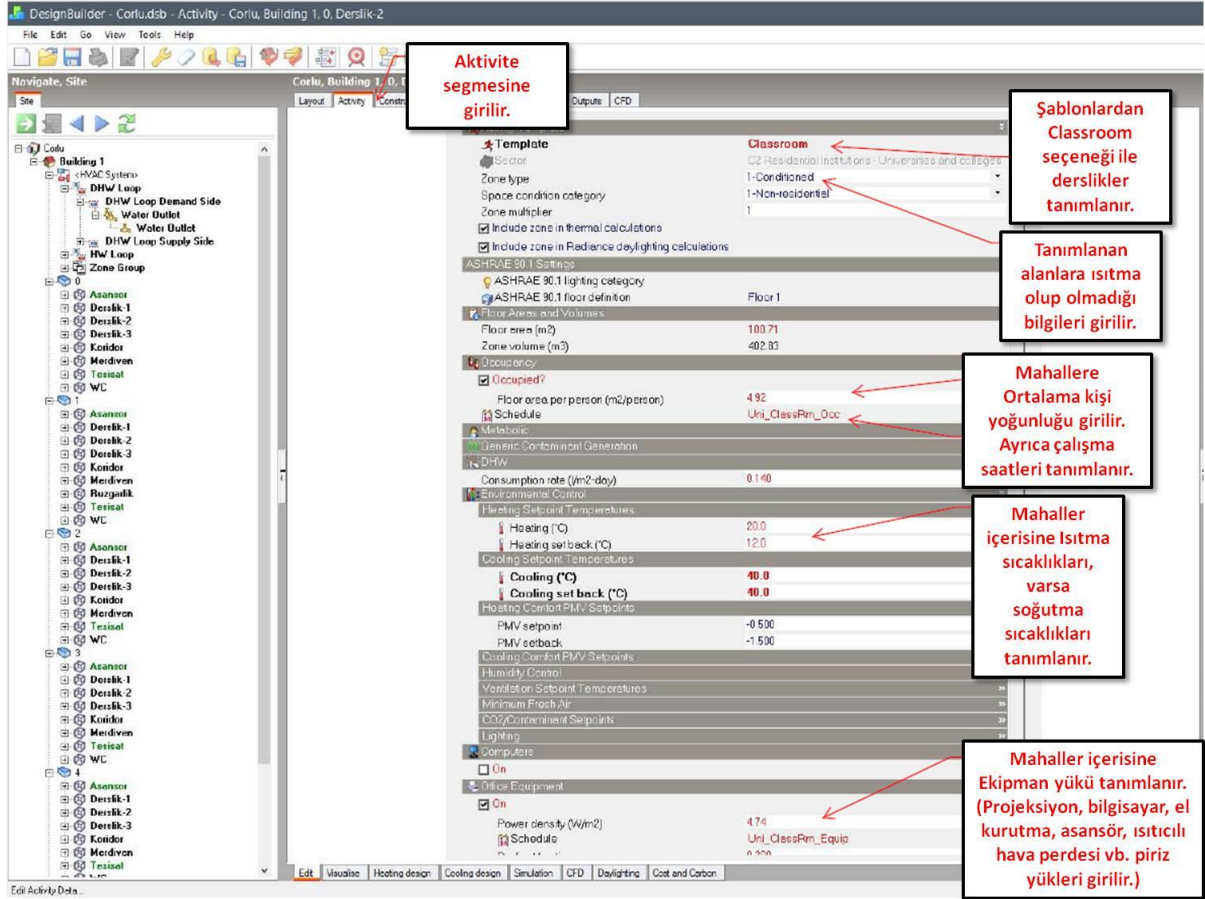 DesignBuilder - Corlu.dsb - Activity - Corlu, Building 1, 0, Derslik-2
File Edit Go View Tools Help
Navigate, Site
Corlu, Building 1, 0,
Site
Layout Activity Outputs CFD
Aktivite
segmesine
girilir.
Corlu
Building 1
<HVAC System>
DHW Loop
DHW Loop Demand Side
Water Outlet
Water Outlet
DHW Loop Supply Side
HW Loop
Zone Group
0
Asansor
Derslik-1
Derslik-2
Derslik-3
Koridor
Merdiven
Tesisat
WC
1
Asansor
Derslik-1
Derslik-2
Derslik-3
Koridor
Merdiven
Ruzgarlik
Tesisat
WC
2
Asansor
Derslik-1
Derslik-2
Derslik-3
Koridor
Merdiven
Tesisat
WC
3
Asansor
Derslik-1
Derslik-2
Derslik-3
Koridor
Merdiven
Tesisat
WC
4
Asansor
Derslik-1
Derslik-2
Derslik-3
Koridor
Merdiven
Tesisat
Template Classroom
Sector C2 Residential Institutions - Universities and colleges
Zone type 1-Conditioned
Space condition category 1-Non-residential
Zone multiplier 1
Include zone in thermal calculations
Include zone in Radiance daylighting calculations
ASHRAE 90.1 Settings
ASHRAE 90.1 lighting category
ASHRAE 90.1 floor definition Floor 1
Floor Areas and Volumes
Floor area (m2) 100.71
Zone volume (m3) 402.83
Occupancy
Occupied?
Floor area per person (m2/person) 4.92
Schedule Uni_ClassRm_Occ
Metabolic
Generic Contaminant Generation
DHW
Consumption rate (l/m2-day) 0.140
Environmental Control
Heating Setpoint Temperatures
Heating (°C) 20.0
Heating set back (°C) 12.0
Cooling Setpoint Temperatures
Cooling (°C) 40.0
Cooling set back (°C) 40.0
Heating Comfort PMV Setpoints
PMV setpoint -0.500
PMV setback -1.500
Cooling Comfort PMV Setpoints
Humidity Control
Ventilation Setpoint Temperatures
Minimum Fresh Air
CO2/Contaminant Setpoints
Lighting
Computers
On
Office Equipment
On
Power density (W/m2) 4.74
Schedule Uni_ClassRm_Equip
Şablonlardan
Classroom
seçeneği ile
derslikler
tanımlanır.
Tanımlanan
alanlara ısıtma
olup olmadığı
bilgileri girilir.
Mahallere
Ortalama kişi
yoğunluğu girilir.
Ayrıca çalışma
saatleri tanımlanır.
Mahaller
içerisine Isıtma
sıcaklıkları,
varsa
soğutma
sıcaklıkları
tanımlanır.
Mahaller içerisine
Ekipman yükü tanımlanır.
(Projeksiyon, bilgisayar, el
kurutma, asansör, ısıtıcılı
hava perdesi vb. piriz
yükleri girilir.)
Edit Visualise Heating design Cooling design Simulation CFD Daylighting Cost and Carbon
Edit Activity Data...